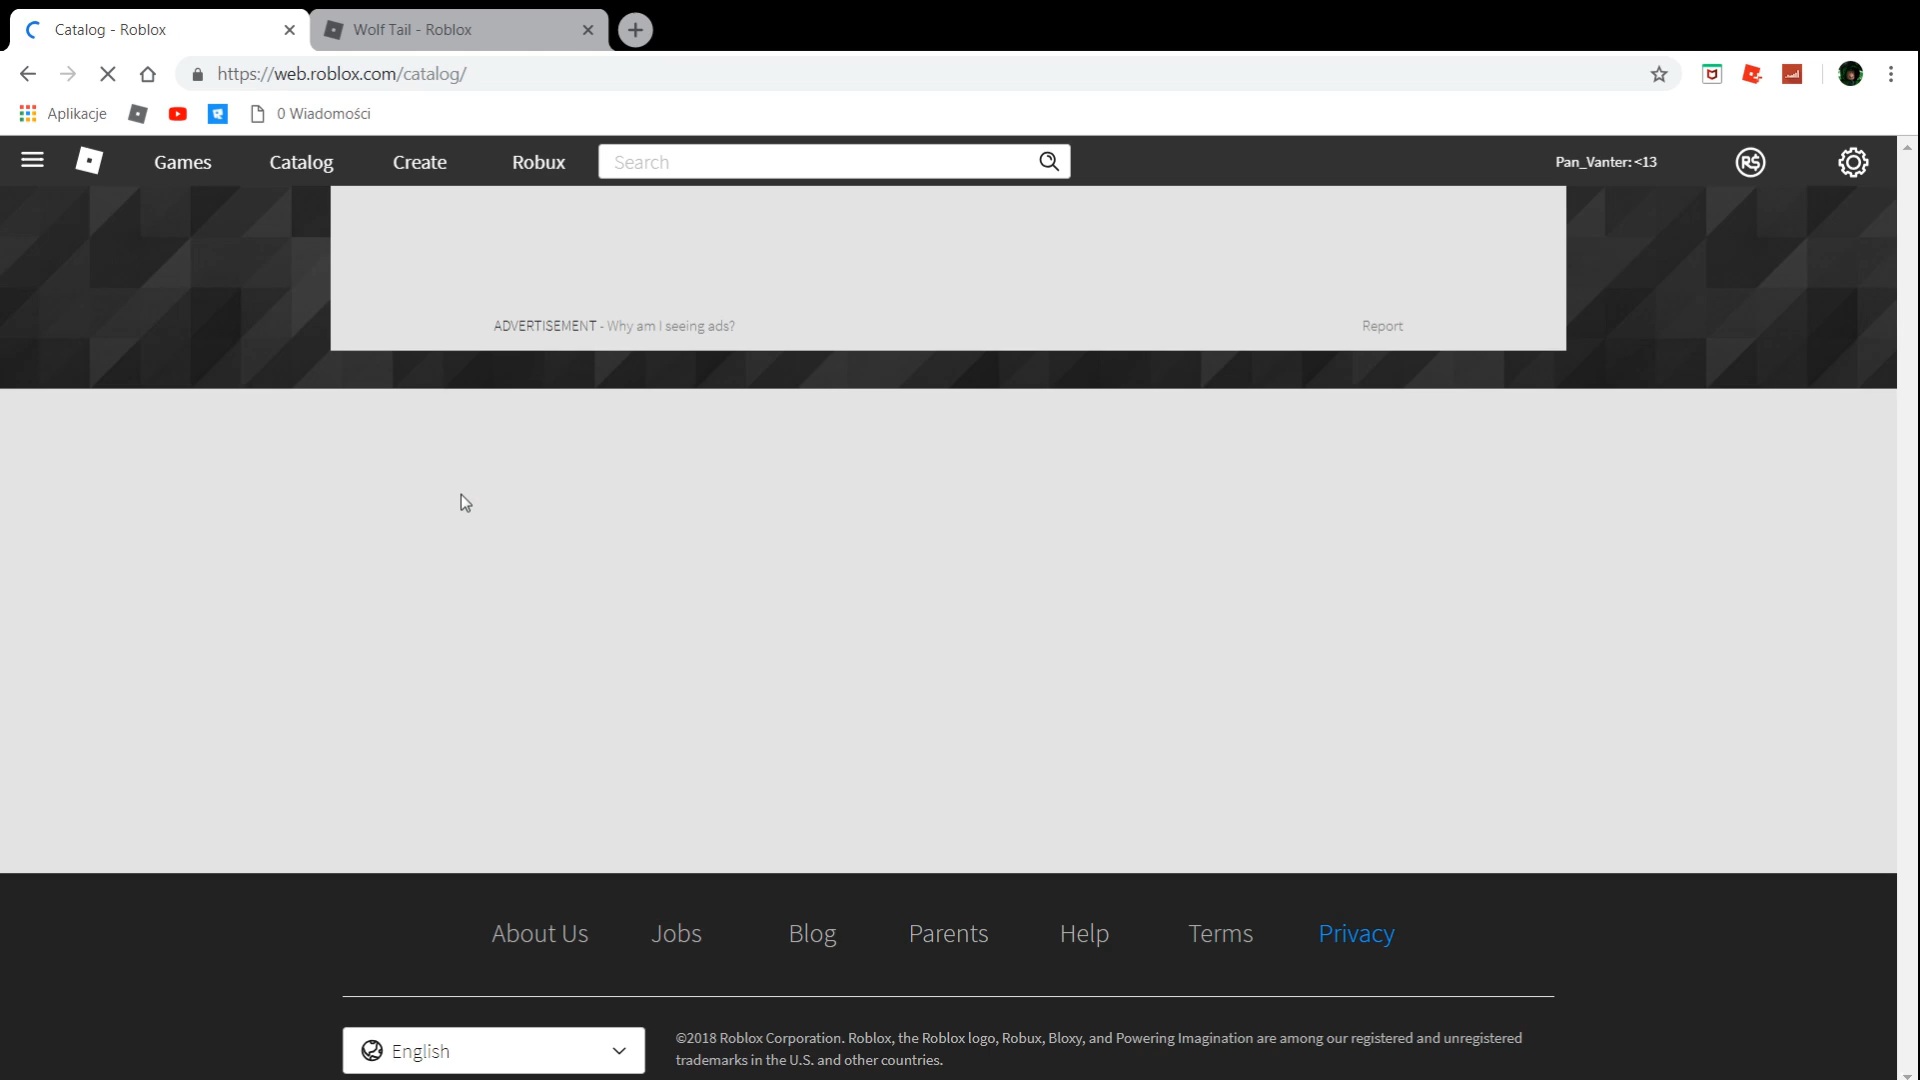 Catalog - Roblox
Wolf Tail - Roblox
https://web.roblox.com/catalog/
Aplikacje
0 Wiadomości
Games
Catalog
Create
Robux
Search
Pan_Vanter: <13
R$
ADVERTISEMENT - Why am I seeing ads?
Report
About Us
Jobs
Blog
Parents
Help
Terms
Privacy
English
©2018 Roblox Corporation. Roblox, the Roblox logo, Robux, Bloxy, and Powering Imagination are among our registered and unregistered
trademarks in the U.S. and other countries.